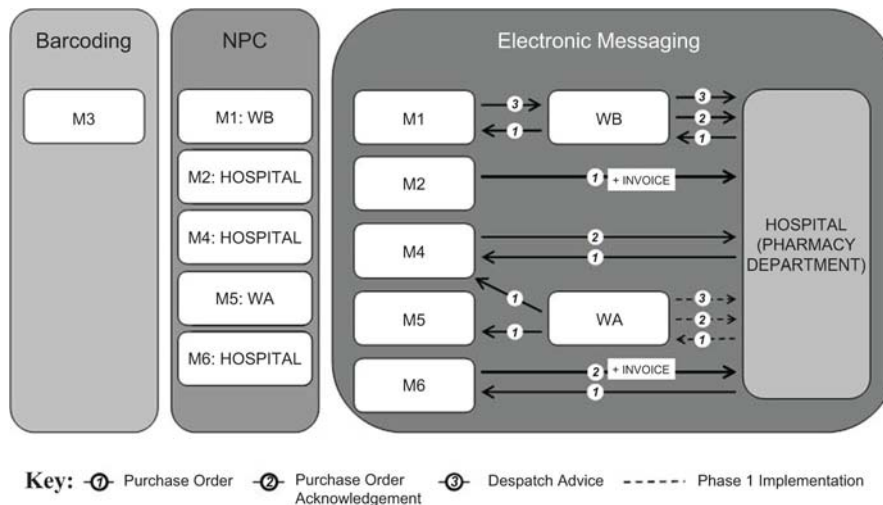 Barcoding
NPC
Electronic Messaging
M3
M1: WB
M2: HOSPITAL
M4: HOSPITAL
M5: WA
M6: HOSPITAL
M1
3
1
WB
3
2
1
M2
1 + INVOICE
M4
2
1
1
M5
1
WA
3
2
1
M6
2 + INVOICE
1
HOSPITAL
(PHARMACY
DEPARTMENT)
Key: 1 Purchase Order
2 Purchase Order
Acknowledgement
3 Despatch Advice
Phase 1 Implementation